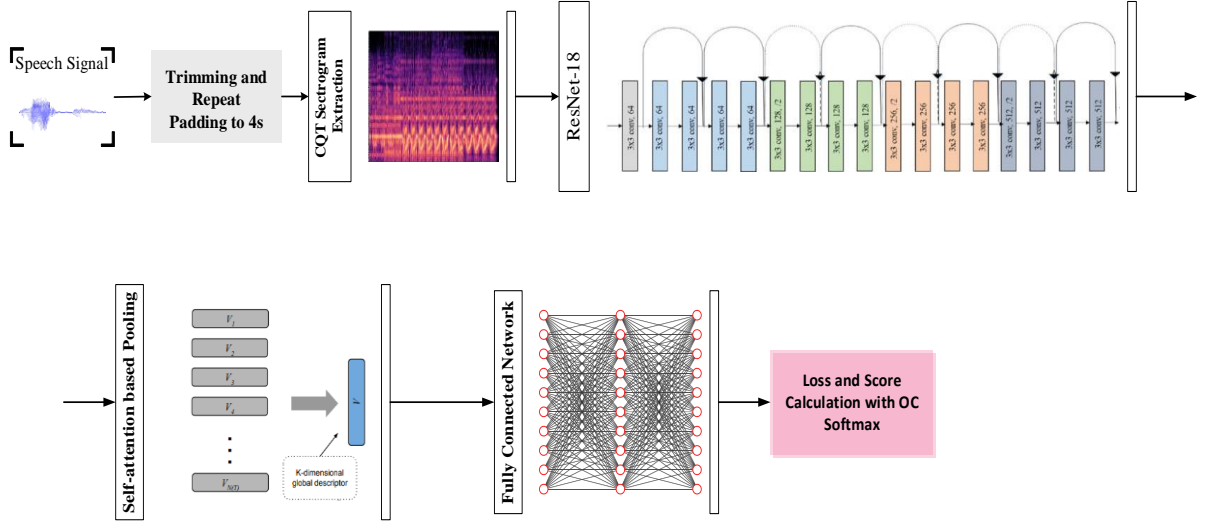 Speech Signal
Trimming and
Repeat
Padding to 4s
CQT Sectrogram
Extraction
ResNet-18
3x3 conv, 64
3x3 conv, 64
3x3 conv, 64
3x3 conv, 64
3x3 conv, 64
3x3 conv, 128, /2
3x3 conv, 128
3x3 conv, 128
3x3 conv, 128
3x3 conv, 256, /2
3x3 conv, 256
3x3 conv, 256
3x3 conv, 256
3x3 conv, 512, /2
3x3 conv, 512
3x3 conv, 512
3x3 conv, 512
Self-attention based Pooling
V1
V2
V3
V4
VN(T)
V
K-dimensional
global descriptor
Fully Connected Network
Loss and Score
Calculation with OC
Softmax